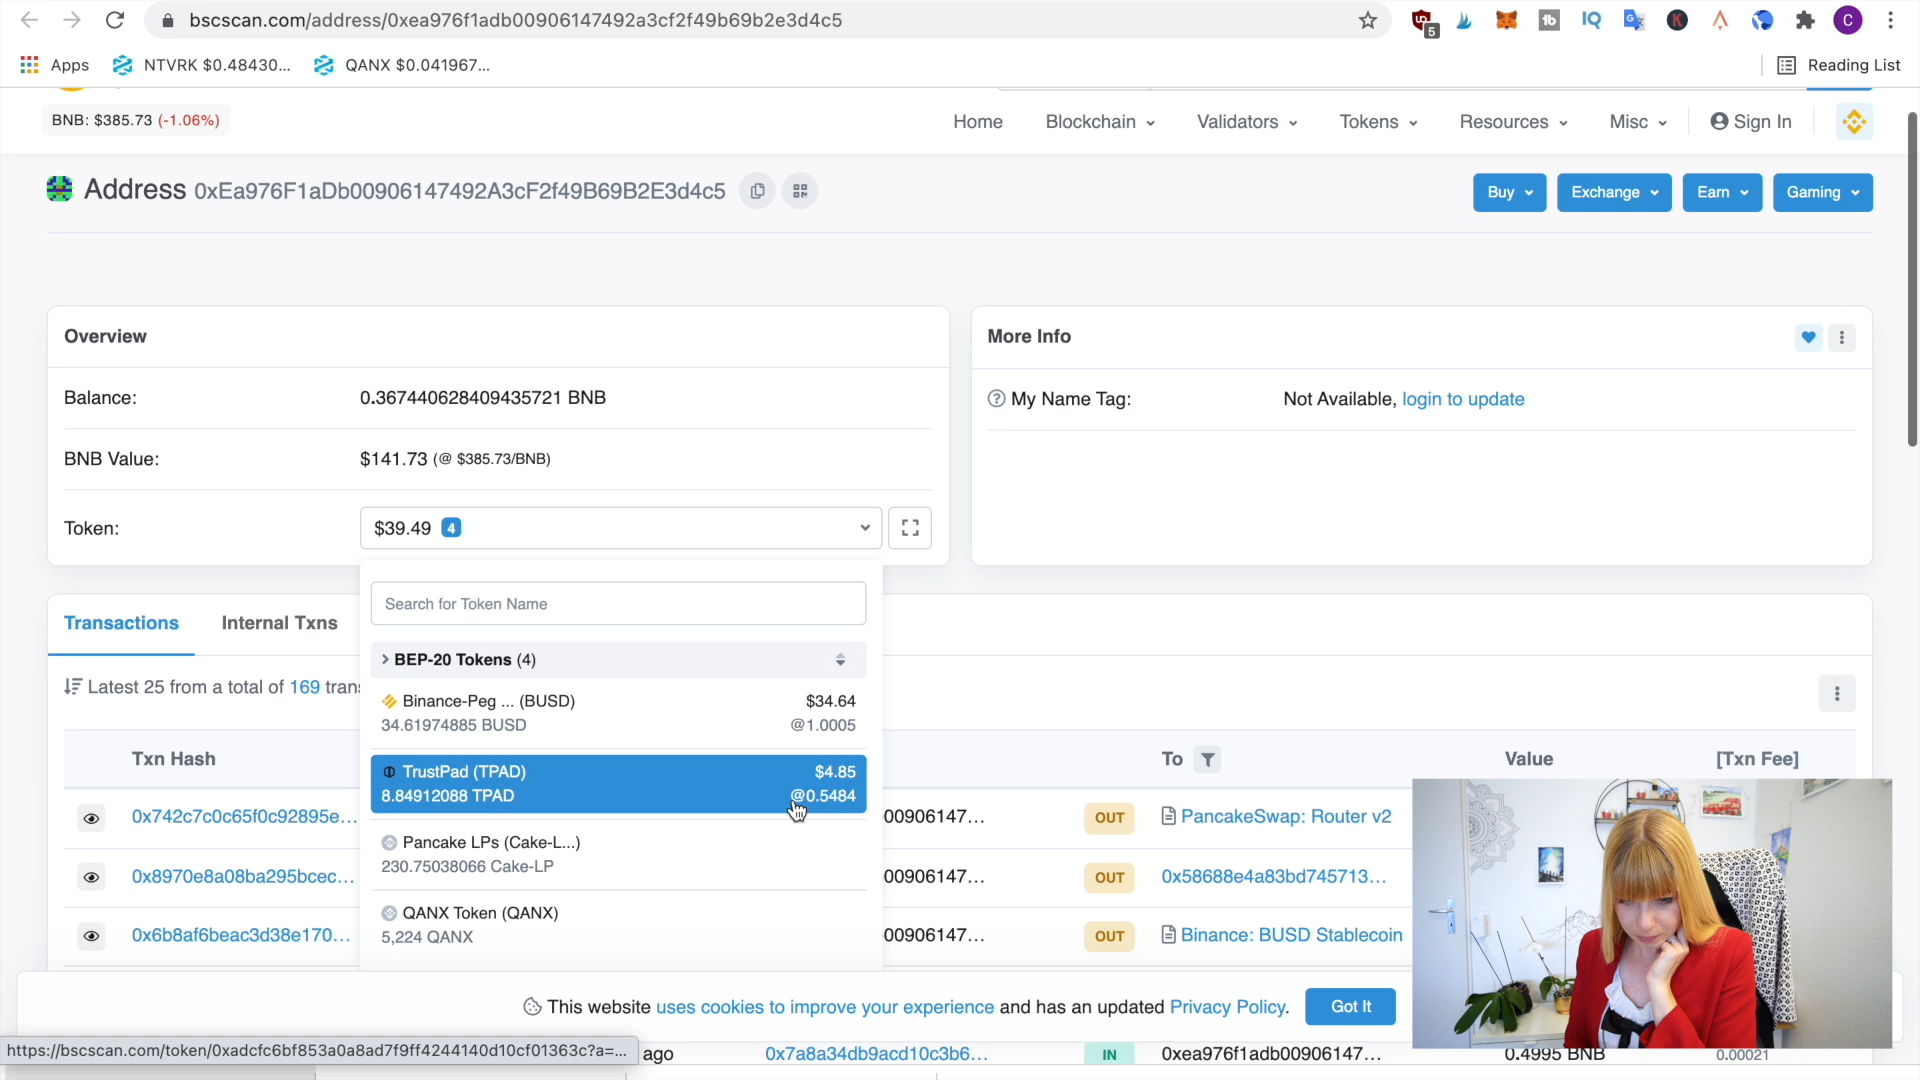 bscscan.com/address/0xea976f1adb00906147492a3cf2f49b69b2e3d4c5
5
C
Apps
NTVRK $0.48430...
QANX $0.041967...
Reading List
BNB: $385.73 (-1.06%)
Home
Blockchain
Validators
Tokens
Resources
Misc
Sign In
Address 0xEa976F1aDb00906147492A3cF2f49B69B2E3d4c5
Buy
Exchange
Earn
Gaming
Overview
More Info
Balance:
0.367440628409435721 BNB
My Name Tag:
Not Available, login to update
BNB Value:
$141.73 (@ $385.73/BNB)
Token:
$39.49 4
Search for Token Name
Transactions
Internal Txns
BEP-20 Tokens (4)
Latest 25 from a total of 169 trans
Binance-Peg ... (BUSD)
$34.64
34.61974885 BUSD
@1.0005
Txn Hash
To
Value
[Txn Fee]
TrustPad (TPAD)
$4.85
8.84912088 TPAD
@0.5484
0x742c7c0c65f0c92895e...
00906147...
OUT
PancakeSwap: Router v2
Pancake LPs (Cake-L...)
230.75038066 Cake-LP
0x8970e8a08ba295bcec...
00906147...
OUT
0x58688e4a83bd745713...
QANX Token (QANX)
5,224 QANX
0x6b8af6beac3d38e170...
00906147...
OUT
Binance: BUSD Stablecoin
This website uses cookies to improve your experience and has an updated Privacy Policy.
Got It
https://bscscan.com/token/0xadcfc6bf853a0a8ad7f9ff4244140d10cf01363c?a=...
ago
0x7a8a34db9acd10c3b6...
IN
0xea976f1adb00906147...
0.4995 BNB
0.00021